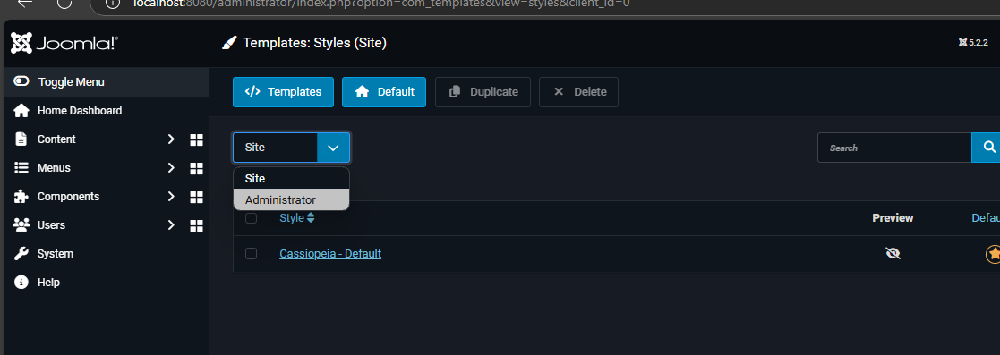 localhost:8080/administrator/index.php?option=com_templates&view=styles&client_id=0
Joomla!®
Templates: Styles (Site)
5.2.2
Toggle Menu
Templates
Default
Duplicate
Delete
Home Dashboard
Content
Site
Search
Menus
Site
Components
Administrator
Users
Style
Preview
Defau
System
Cassiopeia - Default
Help